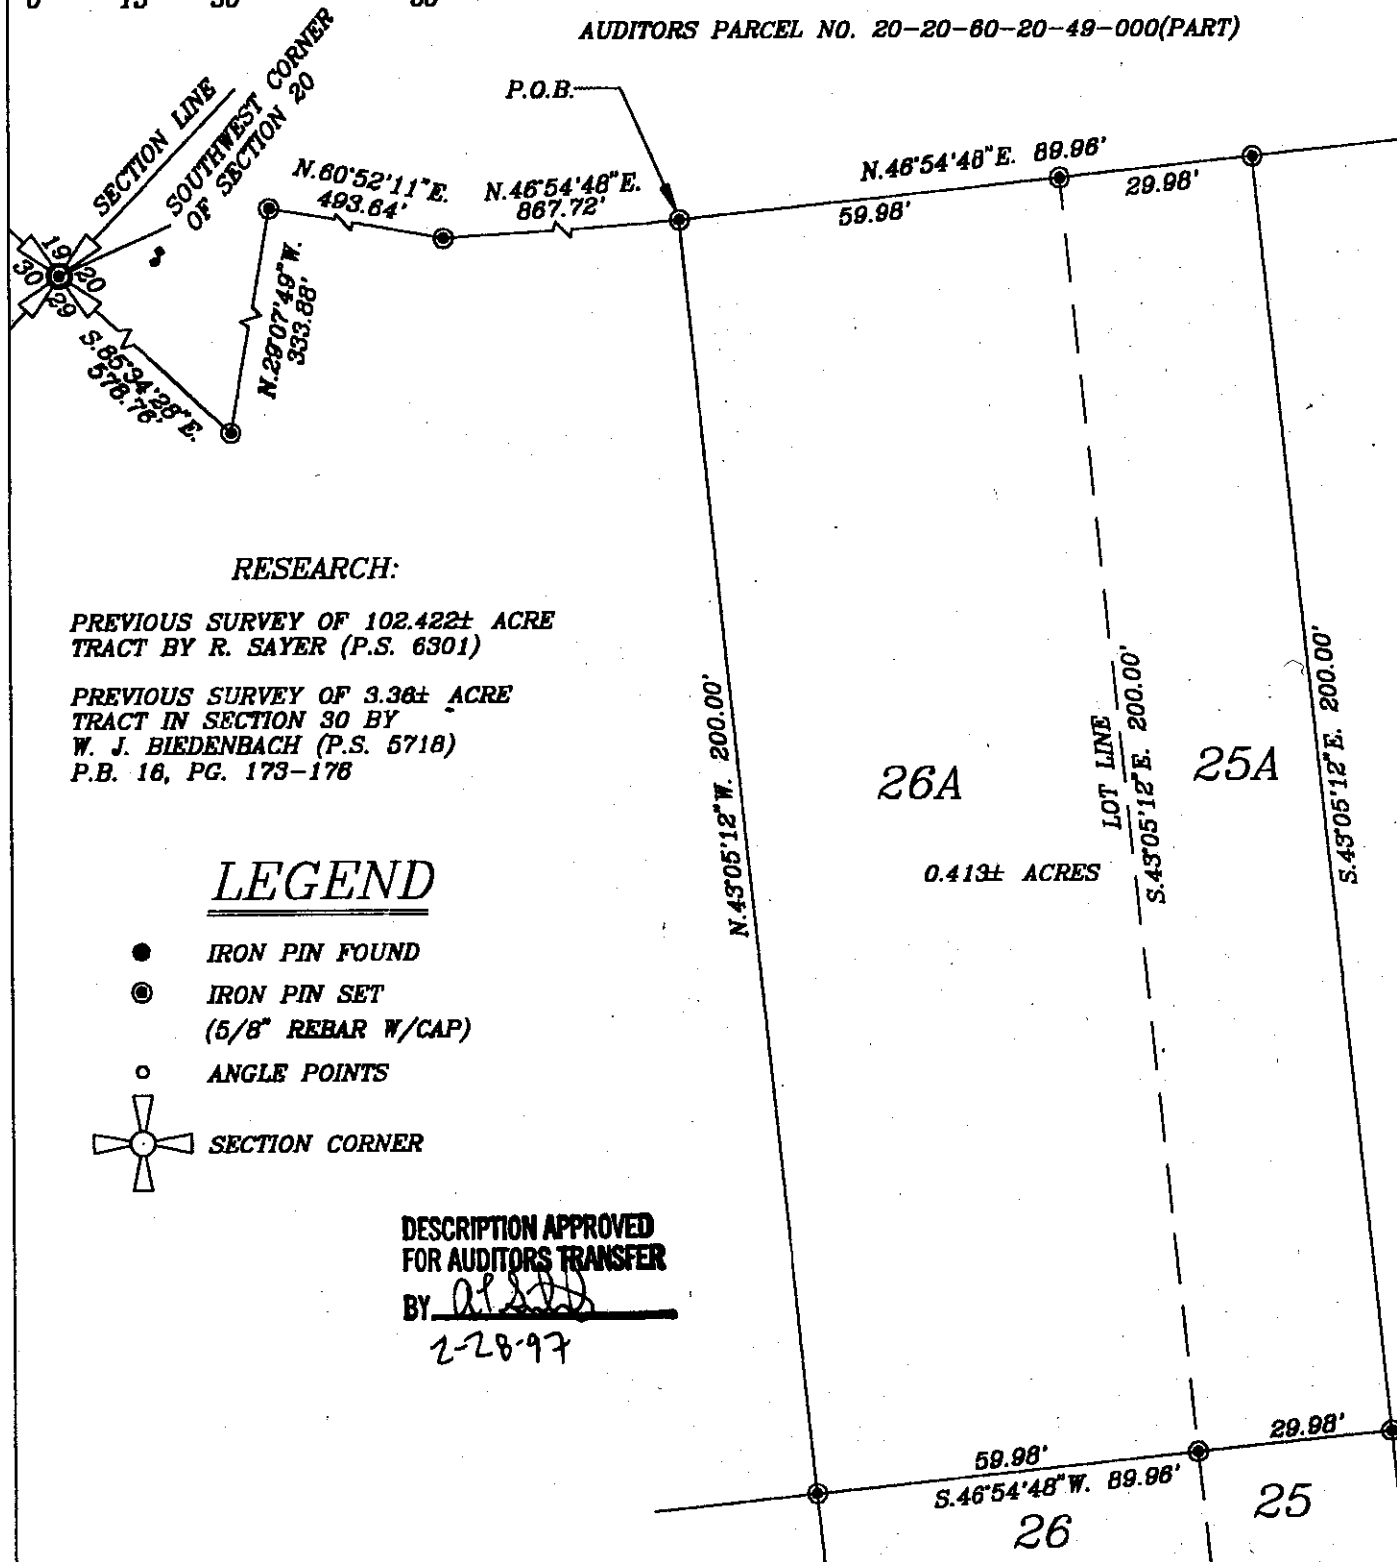 AUDITORS PARCEL NO. 20-20-60-20-49-000(PART)
P.O.B.
SECTION LINE
SOUTHWEST CORNER
OF SECTION 20
19
20
30
29
N.60°52'11"E.
493.64'
N.46°54'48"E.
867.72'
N.46°54'48"E. 89.96'
59.98'
29.98'
N.29°07'49"W.
333.88'
S.85°34'28"E.
578.76'
RESEARCH:
PREVIOUS SURVEY OF 102.422± ACRE
TRACT BY R. SAYER (P.S. 6301)
PREVIOUS SURVEY OF 3.36± ACRE
TRACT IN SECTION 30 BY
W. J. BIEDENBACH (P.S. 5718)
P.B. 16, PG. 173-176
N.43°05'12"W. 200.00'
26A
0.413± ACRES
LOT LINE
S.43°05'12"E. 200.00'
25A
S.43°05'12"E. 200.00'
LEGEND
IRON PIN FOUND
IRON PIN SET
(5/8" REBAR W/CAP)
ANGLE POINTS
SECTION CORNER
DESCRIPTION APPROVED
FOR AUDITORS TRANSFER
BY
2-28-97
59.98'
29.98'
S.46°54'48"W. 89.96'
26
25